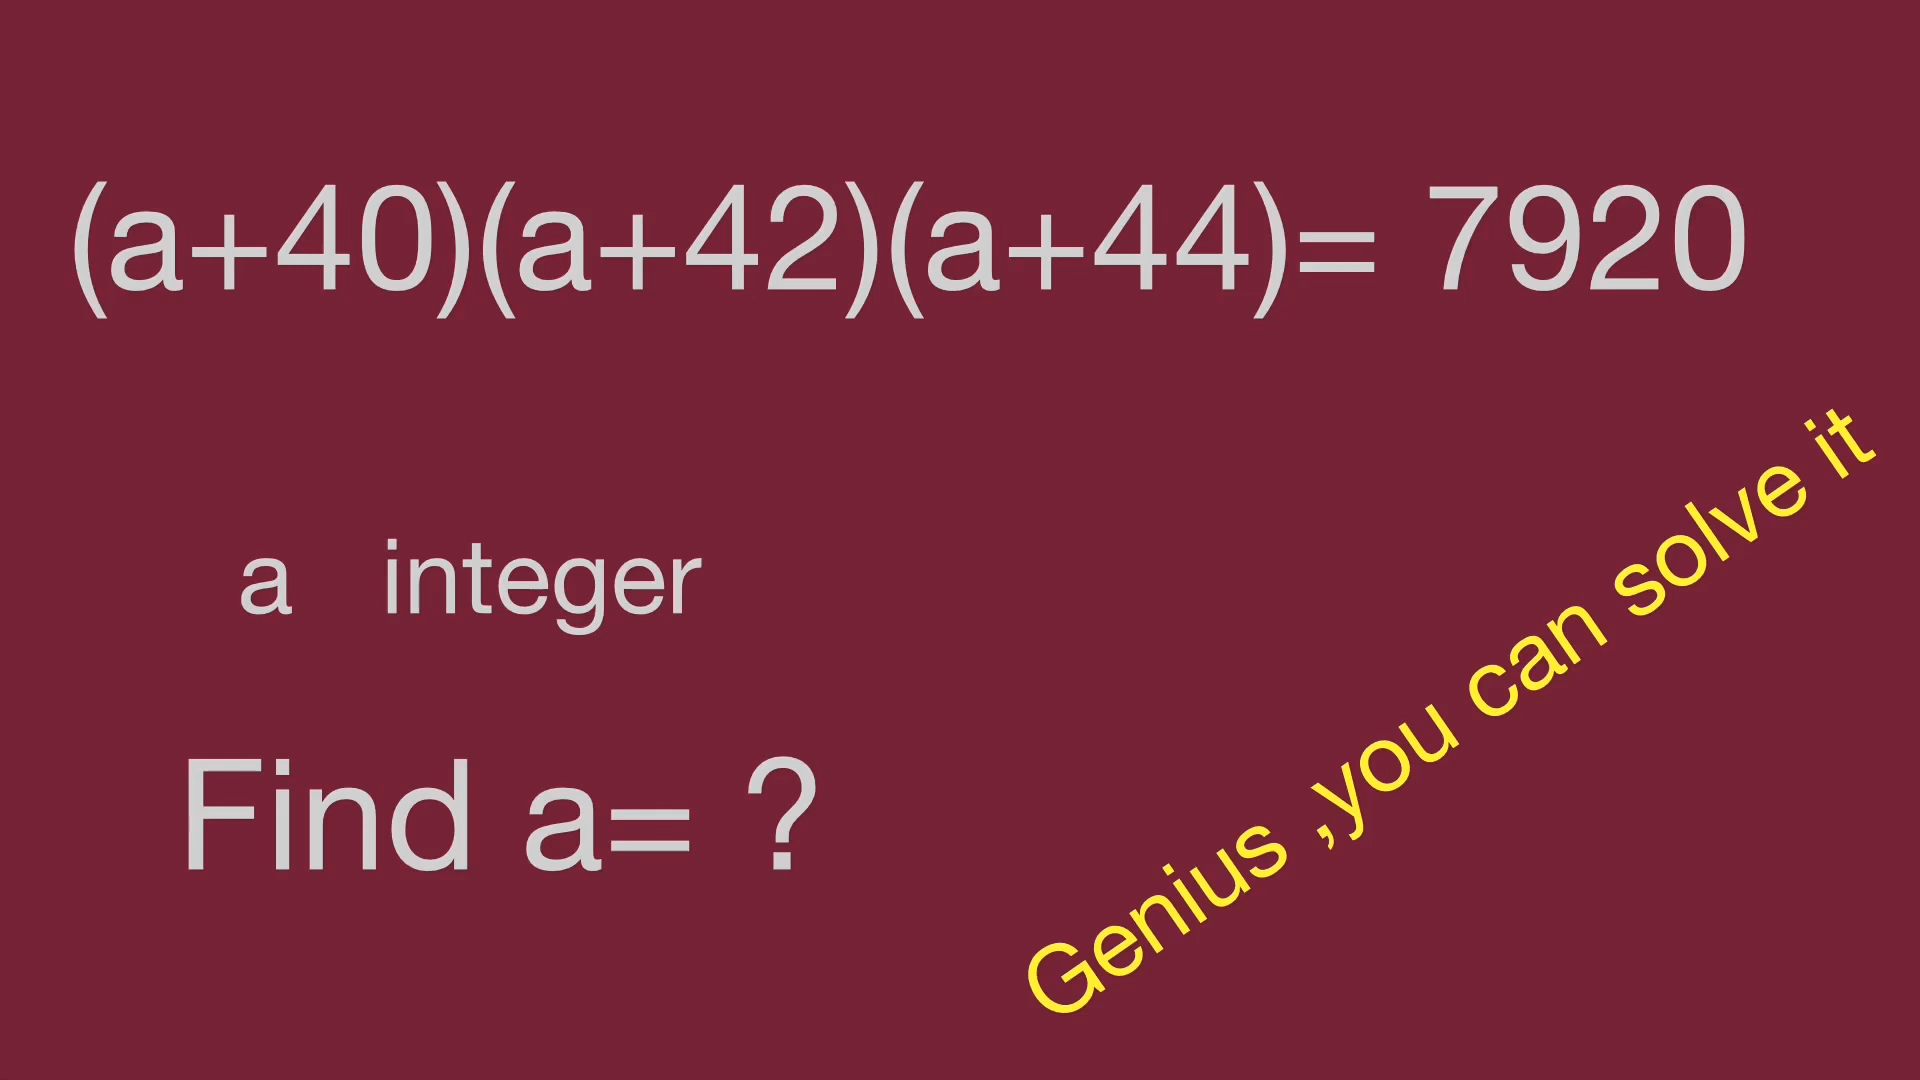 (a+40)(a+42)(a+44)= 7920
a integer
Find a= ?
Genius ,you can solve it